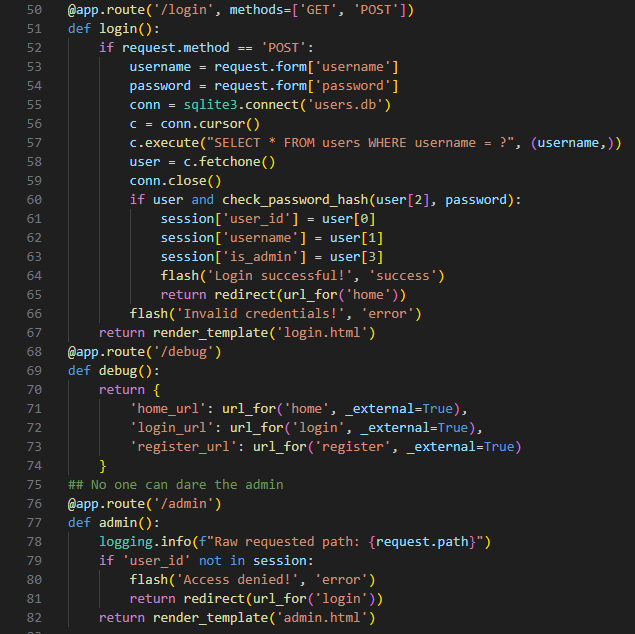 50 @app.route('/login', methods=['GET', 'POST'])
51 def login():
52     if request.method == 'POST':
53         username = request.form['username']
54         password = request.form['password']
55         conn = sqlite3.connect('users.db')
56         c = conn.cursor()
57         c.execute("SELECT * FROM users WHERE username = ?", (username,))
58         user = c.fetchone()
59         conn.close()
60         if user and check_password_hash(user[2], password):
61             session['user_id'] = user[0]
62             session['username'] = user[1]
63             session['is_admin'] = user[3]
64             flash('Login successful!', 'success')
65             return redirect(url_for('home'))
66         flash('Invalid credentials!', 'error')
67     return render_template('login.html')
68 @app.route('/debug')
69 def debug():
70     return {
71         'home_url': url_for('home', _external=True),
72         'login_url': url_for('login', _external=True),
73         'register_url': url_for('register', _external=True)
74     }
75 ## No one can dare the admin
76 @app.route('/admin')
77 def admin():
78     logging.info(f"Raw requested path: {request.path}")
79     if 'user_id' not in session:
80         flash('Access denied!', 'error')
81         return redirect(url_for('login'))
82     return render_template('admin.html')